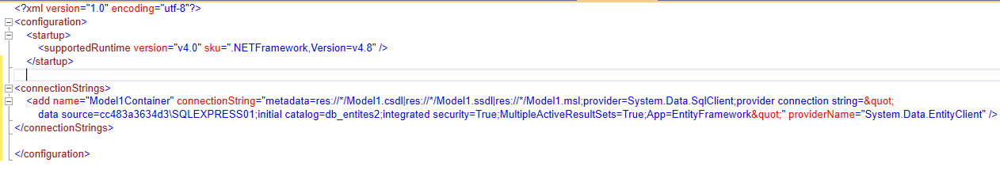 <?xml version="1.0" encoding="utf-8"?>
<configuration>
<startup>
<supportedRuntime version="v4.0" sku=".NETFramework,Version=v4.8" />
</startup>
<connectionStrings>
<add name="Model1Container" connectionString="metadata=res://*/Model1.csdl|res://*/Model1.ssdl|res://*/Model1.msl;provider=System.Data.SqlClient;provider connection string=&quot;
data source=cc483a3634d3\SQLEXPRESS01;initial catalog=db_entites2;integrated security=True;MultipleActiveResultSets=True;App=EntityFramework&quot;" providerName="System.Data.EntityClient" />
</connectionStrings>
</configuration>